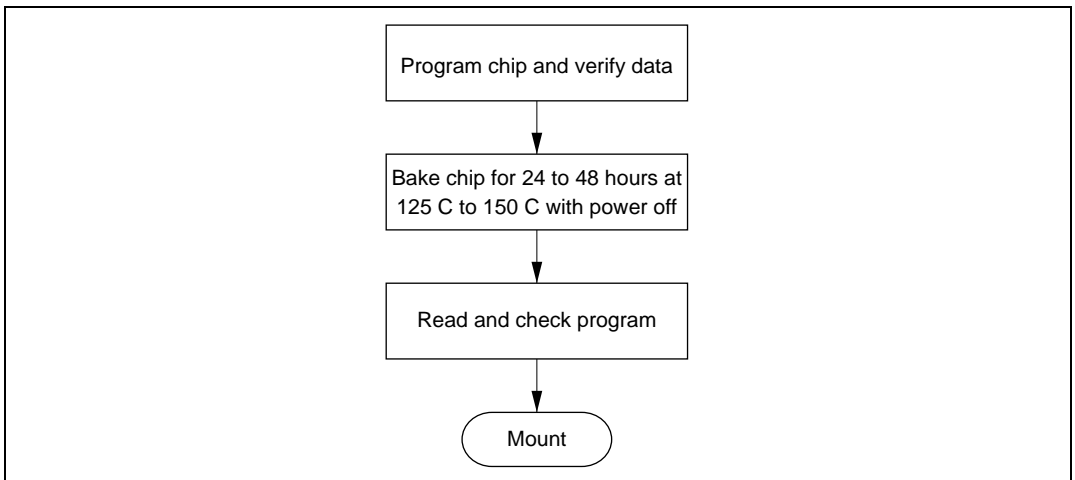 Program chip and verify data
Bake chip for 24 to 48 hours at
125 C to 150 C with power off
Read and check program
Mount